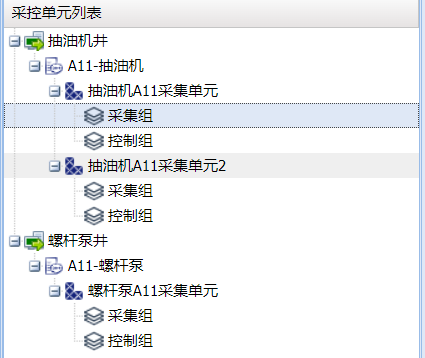 采控单元列表
抽油机井
A11-抽油机
抽油机A11采集单元
采集组
控制组
抽油机A11采集单元2
采集组
控制组
螺杆泵井
A11-螺杆泵
螺杆泵A11采集单元
采集组
控制组